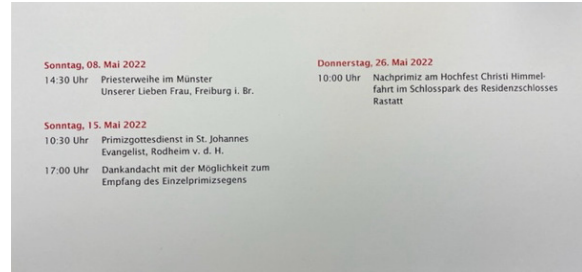 Sonntag, 08. Mai 2022
14:30 Uhr Priesterweihe im Münster
Unserer Lieben Frau, Freiburg i. Br.
Sonntag, 15. Mai 2022
10:30 Uhr Primizgottesdienst in St. Johannes
Evangelist, Rodheim v. d. H.
17:00 Uhr Dankandacht mit der Möglichkeit zum
Empfang des Einzelprimizsegens
Donnerstag, 26. Mai 2022
10:00 Uhr Nachprimiz am Hochfest Christi Himmel-
fahrt im Schlosspark des Residenzschlosses
Rastatt